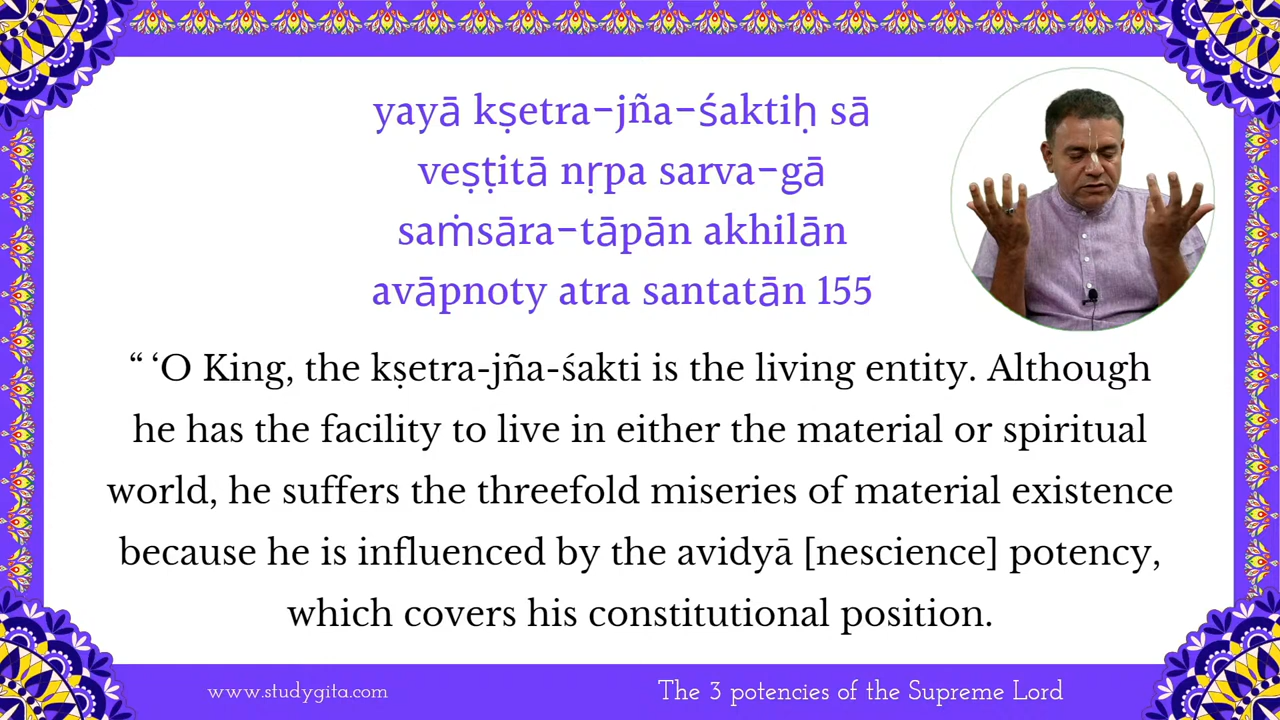 yayā kṣetra-jña-śaktiḥ sā
veṣṭitā nṛpa sarva-gā
saṁsāra-tāpān akhilān
avāpnoty atra santatān 155
“ ‘O King, the kṣetra-jña-śakti is the living entity. Although
he has the facility to live in either the material or spiritual
world, he suffers the threefold miseries of material existence
because he is influenced by the avidyā [nescience] potency,
which covers his constitutional position.
www.studygita.com
The 3 potencies of the Supreme Lord